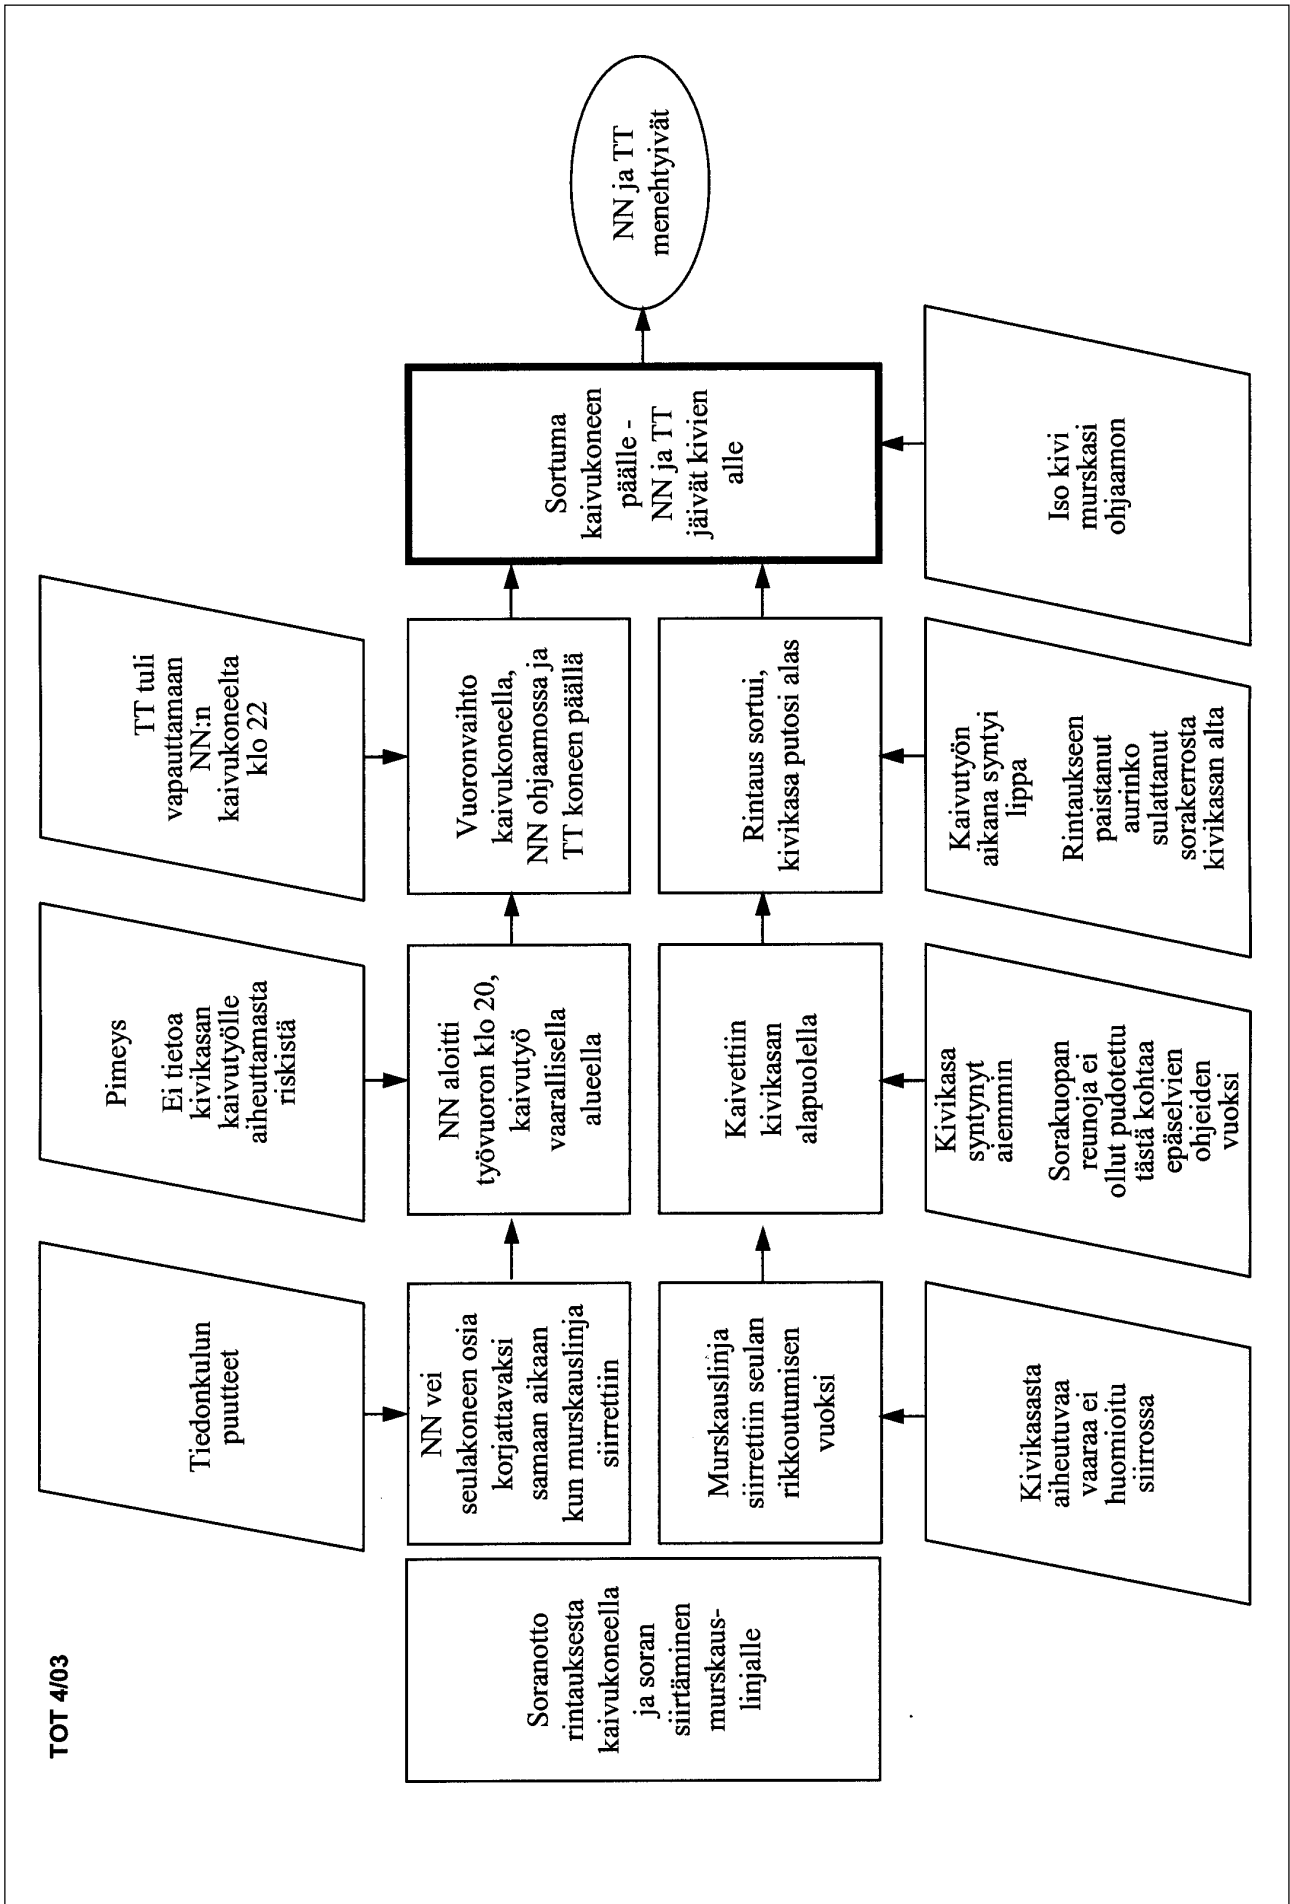 TOT 4/03
Tiedonkulun
puutteet
Pimeys
Ei tietoa
kivikasan
kaivutyölle
aiheuttamasta
riskistä
TT tuli
vapauttamaan
NN:n
kaivukoneelta
klo 22
Soranotto
rintauksesta
kaivukoneella
ja soran
siirtäminen
murskaus-
linjalle
NN vei
seulakoneen osia
korjattavaksi
samaan aikaan
kun murskauslinja
siirrettiin
NN aloitti
työvuoron klo 20,
kaivutyö
vaarallisella
alueella
Vuoronvaihto
kaivukoneella,
NN ohjaamossa ja
TT koneen päällä
Sortuma
kaivukoneen
päälle -
NN ja TT
jäivät kivien
alle
NN ja TT
menehtyivät
Murskauslinja
siirrettiin seulan
rikkoutumisen
vuoksi
Kaivettiin
kivikasan
alapuolella
Rintaus sortui,
kivikasa putosi alas
Kivikasasta
aiheutuvaa
vaaraa ei
huomioitu
siirrossa
Kivikasa
syntynyt
aiemmin
Sorakuopan
reunoja ei
ollut pudotettu
tästä kohtaa
epäselvien
ohjeiden
vuoksi
Kaivutyön
aikana syntyi
lippa
Rintaukseen
paistanut
aurinko
sulattanut
sorakerrosta
kivikasan alta
Iso kivi
murskasi
ohjaamon